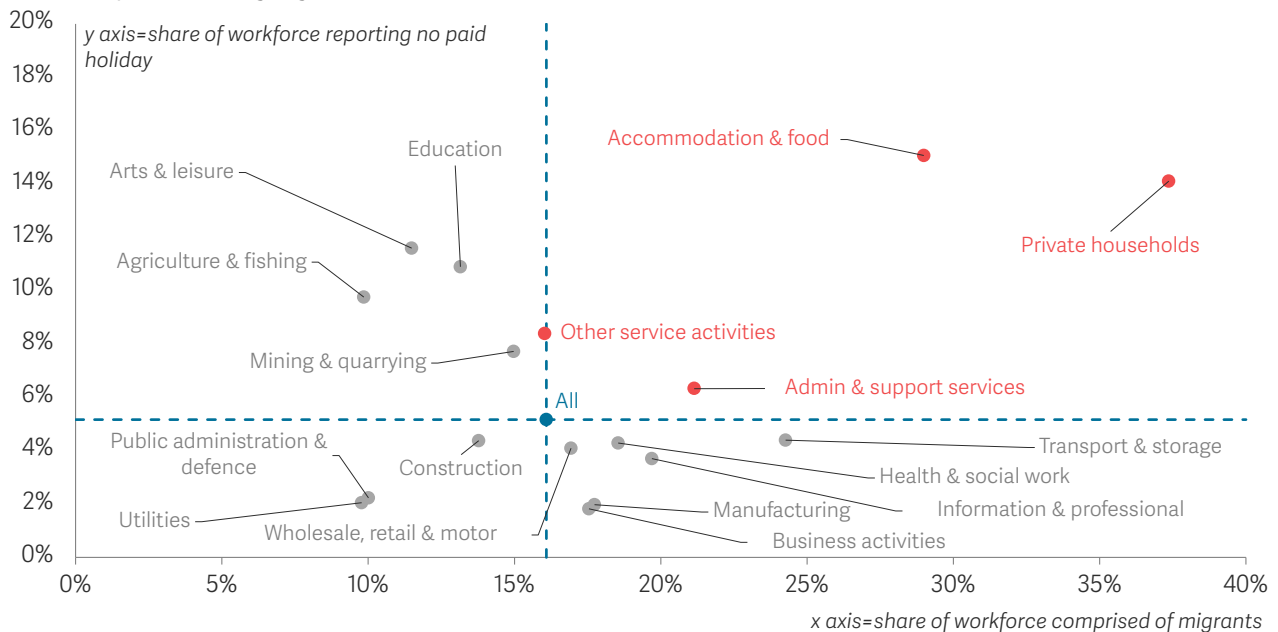 20%
y axis=share of workforce reporting no paid
holiday
18%
16%
Accommodation & food
Education
Arts & leisure
14%
Private households
12%
Agriculture & fishing
10%
Other service activities
8%
Mining & quarrying
6%
Admin & support services
All
4%
Public administration &
defence
Construction
Transport & storage
Health & social work
2%
Utilities
Wholesale, retail & motor
Manufacturing
Information & professional
Business activities
0%
0%
5%
10%
15%
20%
25%
30%
35%
40%
x axis=share of workforce comprised of migrants